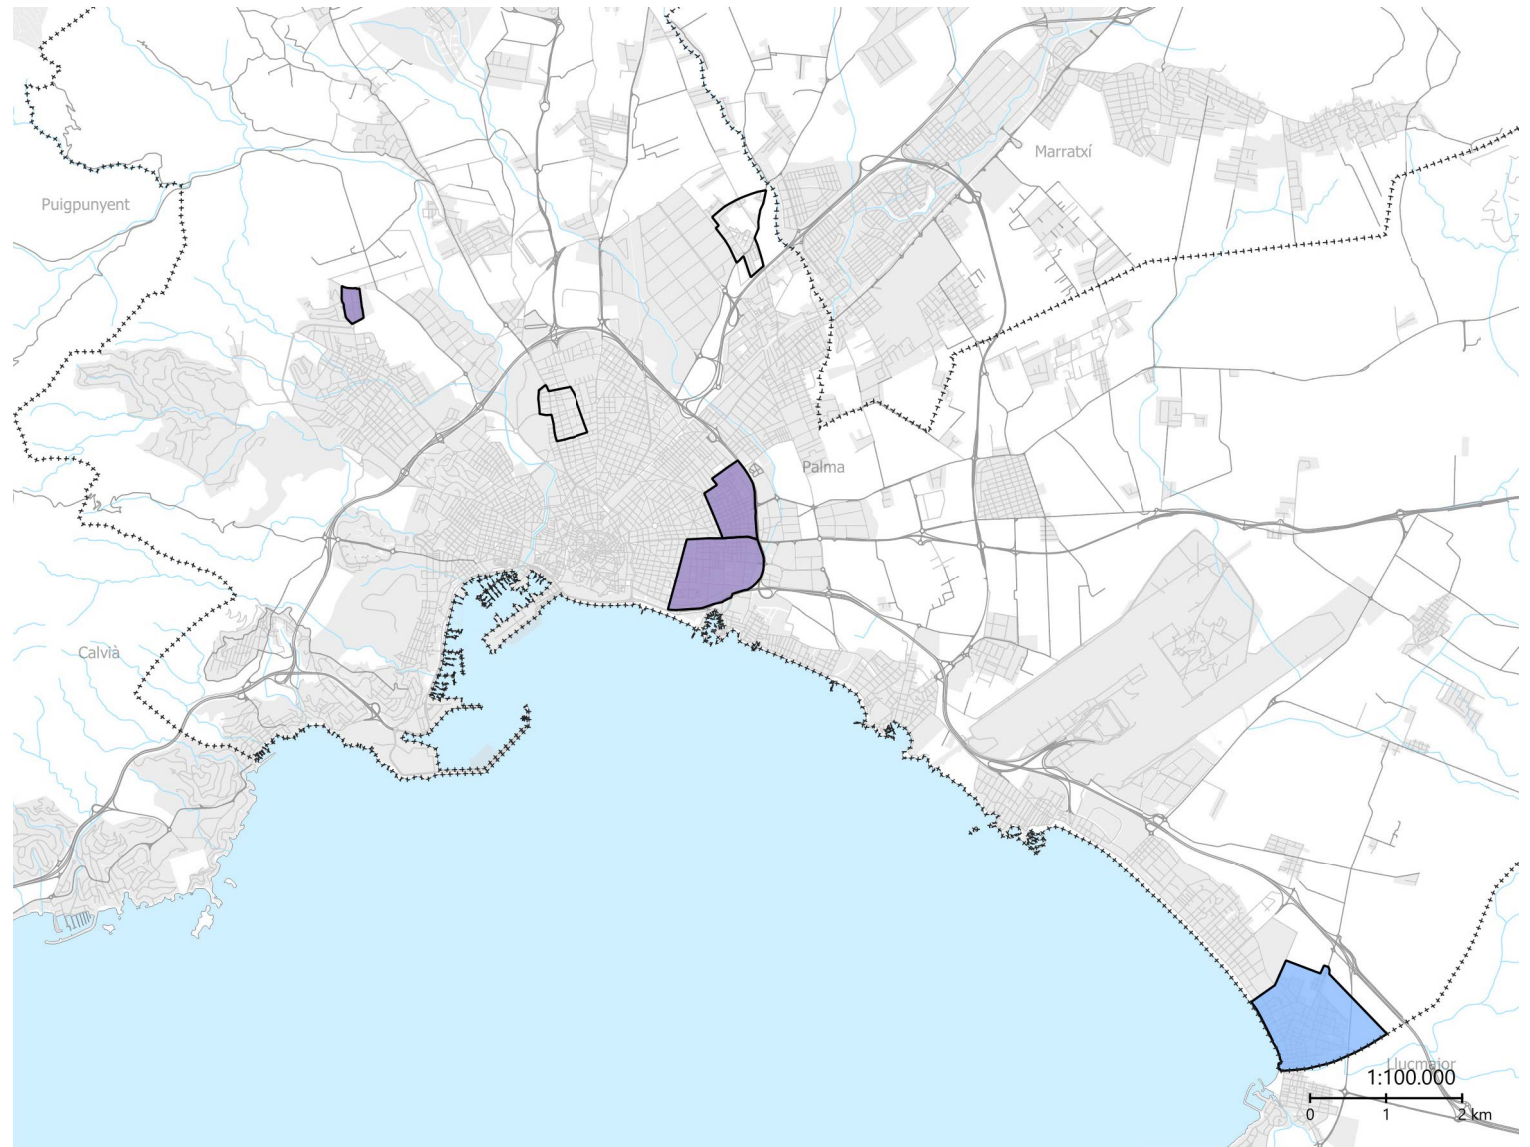 Marratxí
Puigpunyent
Palma
Calvià
Llucmajor
1:100.000
0 1 2 km